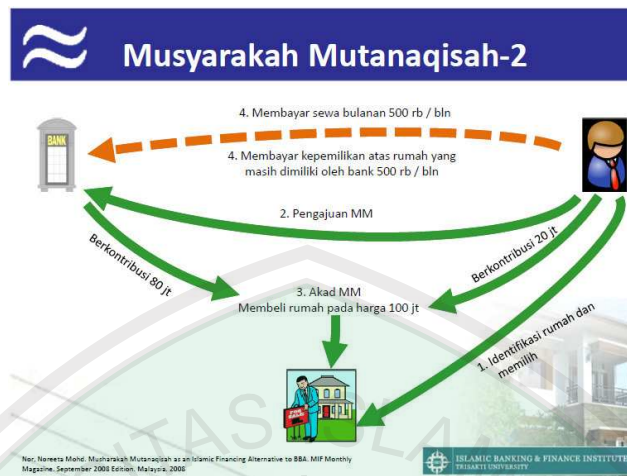 Musyarakah Mutanaqisah-2
4. Membayar sewa bulanan 500 rb / bln
BANK
4. Membayar kepemilikan atas rumah yang
masih dimiliki oleh bank 500 rb / bln
2. Pengajuan MM
Berkontribusi 80 jt
Berkontribusi 20 jt
3. Akad MM
Membeli rumah pada harga 100 jt
1. Identifikasi rumah dan
memilih
Nor, Noreeta Mohd. Musharakah Mutanaqisah as an Islamic Financing Alternative to BBA. MIF Monthly
Magazine. September 2008 Edition. Malaysia. 2008
ISLAMIC BANKING & FINANCE INSTITUTE
TRISAKTI UNIVERSITY